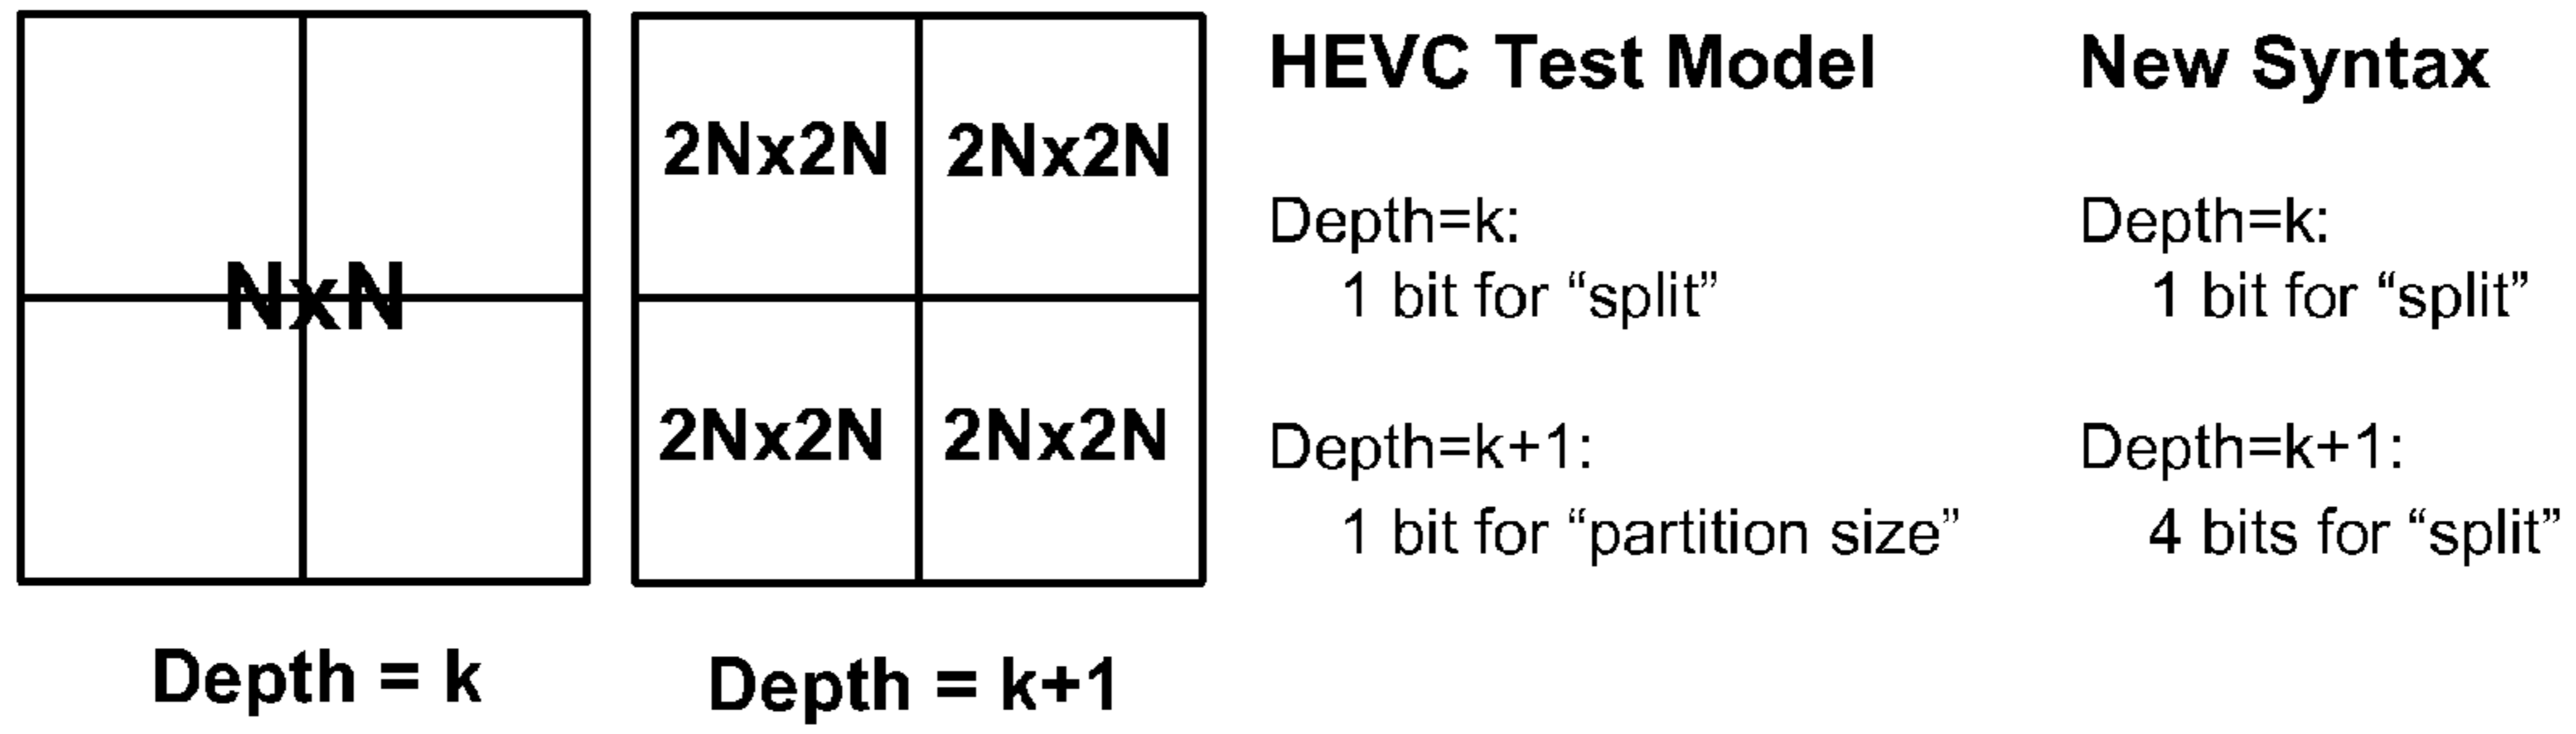 NxN
Depth = k
2Nx2N 2Nx2N
2Nx2N 2Nx2N
Depth = k+1
HEVC Test Model
Depth=k:
1 bit for “split”
Depth=k+1:
1 bit for “partition size”
New Syntax
Depth=k:
1 bit for “split”
Depth=k+1:
4 bits for “split”